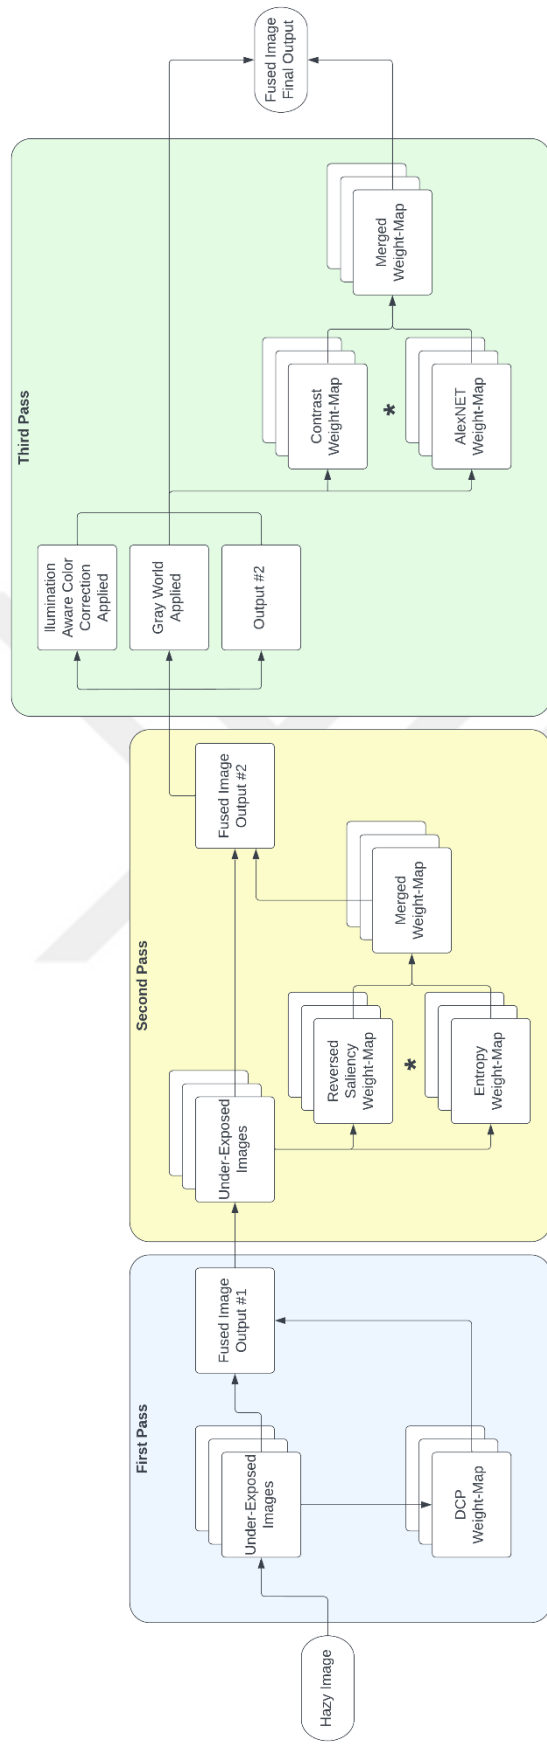 Hazy Image
First Pass
Under-Exposed
Images
DCP
Weight-Map
Fused Image
Output #1
Second Pass
Under-Exposed
Images
Reversed
Saliency
Weight-Map
*
Entropy
Weight-Map
Merged
Weight-Map
Fused Image
Output #2
Third Pass
Illumination
Aware Color
Correction
Applied
Gray World
Applied
Output #2
Contrast
Weight-Map
*
AlexNET
Weight-Map
Merged
Weight-Map
Fused Image
Final Output